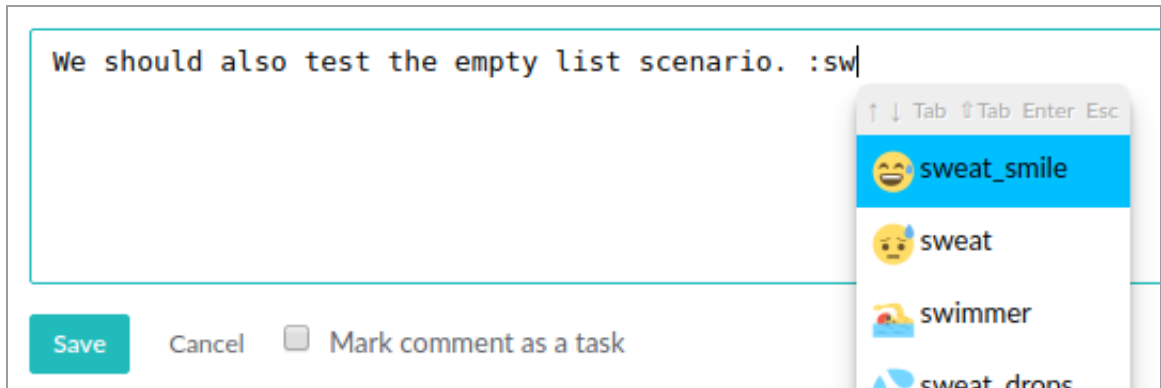 We should also test the empty list scenario. :sw
↑ ↓ Tab ⇧Tab Enter Esc
sweat_smile
sweat
swimmer
sweat_drops
Save Cancel Mark comment as a task